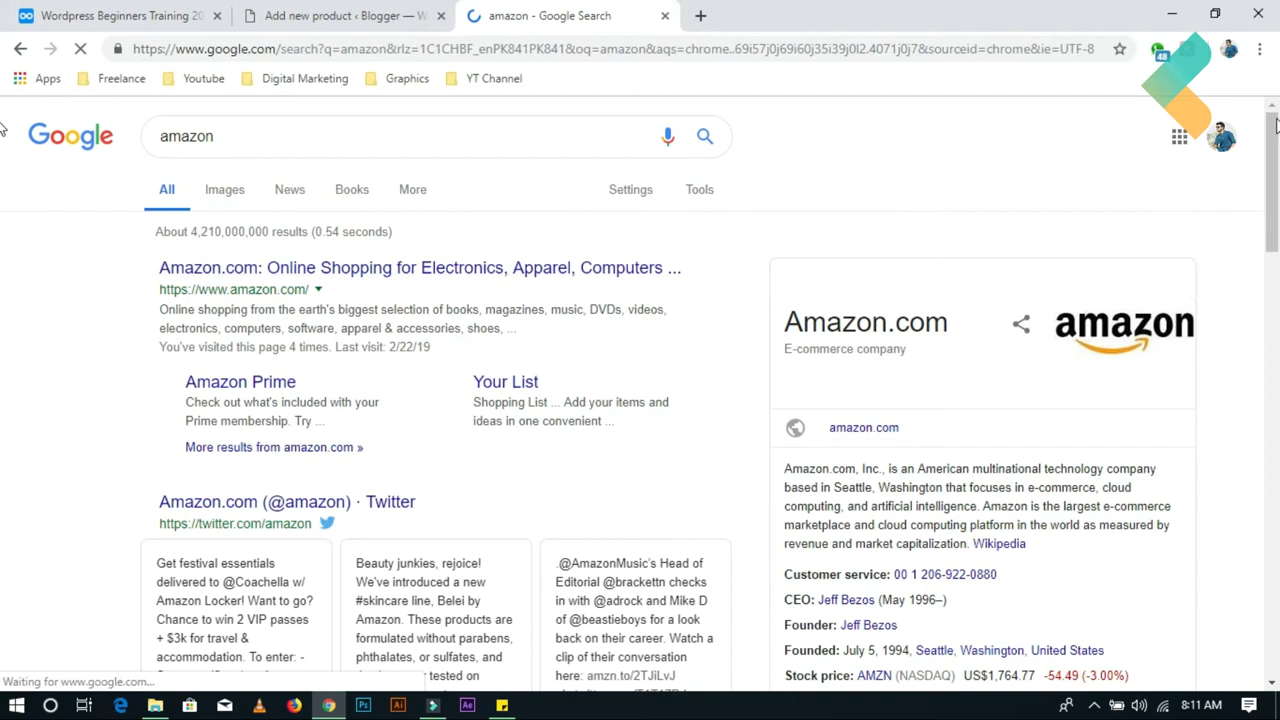 Wordpress Beginners Training 20
Add new product ‹ Blogger — W
amazon - Google Search
https://www.google.com/search?q=amazon&rlz=1C1CHBF_enPK841PK841&oq=amazon&aqs=chrome..69i57j0j69i60j35i39j0l2.4071j0j7&sourceid=chrome&ie=UTF-8
48
Apps
Freelance
Youtube
Digital Marketing
Graphics
YT Channel
Google
amazon
All
Images
News
Books
More
Settings
Tools
About 4,210,000,000 results (0.54 seconds)
Amazon.com: Online Shopping for Electronics, Apparel, Computers ...
https://www.amazon.com/
Online shopping from the earth's biggest selection of books, magazines, music, DVDs, videos,
electronics, computers, software, apparel & accessories, shoes, ...
You've visited this page 4 times. Last visit: 2/22/19
Amazon Prime
Check out what's included with your
Prime membership. Try ...
Your List
Shopping List ... Add your items and
ideas in one convenient ...
More results from amazon.com »
Amazon.com (@amazon) · Twitter
https://twitter.com/amazon
Get festival essentials
delivered to @Coachella w/
Amazon Locker! Want to go?
Chance to win 2 VIP passes
+ $3k for travel &
accommodation. To enter: -
Beauty junkies, rejoice!
We've introduced a new
#skincare line, Belei by
Amazon. These products are
formulated without parabens,
phthalates, or sulfates, and
tested on
.@AmazonMusic's Head of
Editorial @brackettn checks
in with @adrock and Mike D
of @beastieboys for a look
back on their career. Watch a
clip of their conversation
here: amzn.to/2TJiLvJ
Amazon.com
E-commerce company
amazon
amazon.com
Amazon.com, Inc., is an American multinational technology company
based in Seattle, Washington that focuses in e-commerce, cloud
computing, and artificial intelligence. Amazon is the largest e-commerce
marketplace and cloud computing platform in the world as measured by
revenue and market capitalization. Wikipedia
Customer service: 00 1 206-922-0880
CEO: Jeff Bezos (May 1996–)
Founder: Jeff Bezos
Founded: July 5, 1994, Seattle, Washington, United States
Stock price: AMZN (NASDAQ) US$1,764.77 -54.49 (-3.00%)
Waiting for www.google.com...
Ps
Ai
Ae
8:11 AM